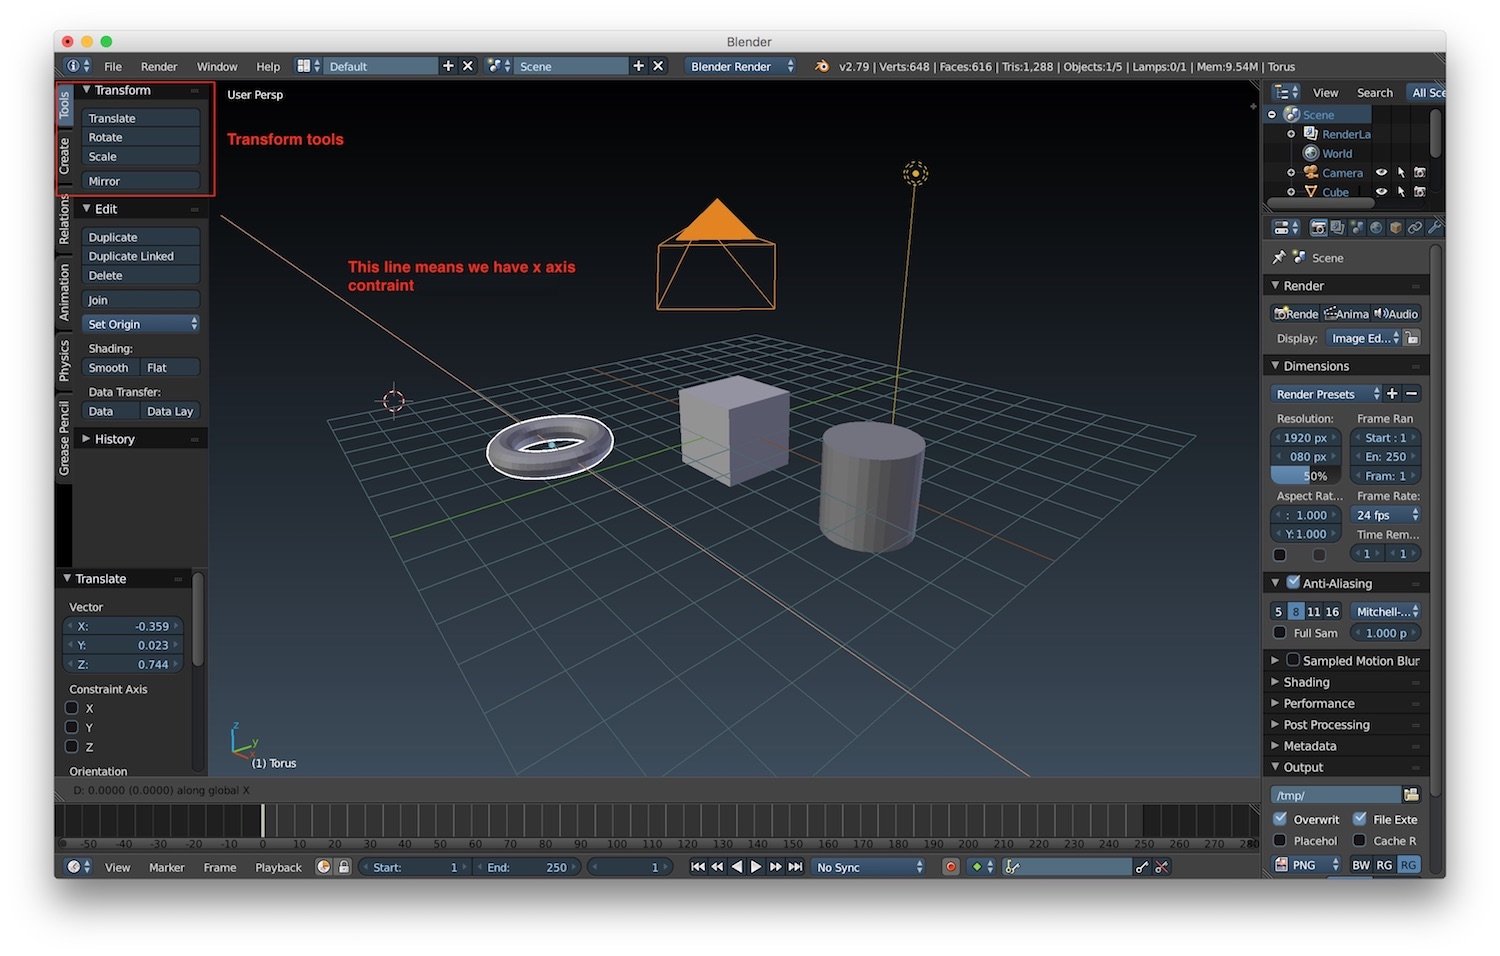 Blender
File Render Window Help Default Scene Blender Render v2.79 | Verts:648 | Faces:616 | Tris:1,288 | Objects:1/5 | Lamps:0/1 | Mem:9.54M | Torus
Tools
Create
Relations
Animation
Physics
Grease Pencil
Transform
Translate
Rotate
Scale
Mirror
Edit
Duplicate
Duplicate Linked
Delete
Join
Set Origin
Shading:
Smooth Flat
Data Transfer:
Data Data Lay
History
Translate
Vector
X: -0.359
Y: 0.023
Z: 0.744
Constraint Axis
X
Y
Z
Orientation
User Persp
Transform tools
This line means we have x axis
contraint
z
y
x
(1) Torus
D: 0.0000 (0.0000) along global X
View Search All Sce
Scene
RenderLa
World
Camera
Cube
Scene
Render
Rende Anima Audio
Display: Image Ed...
Dimensions
Render Presets
Resolution: Frame Ran
1920 px Start : 1
080 px En: 250
50% Fram: 1
Aspect Rat... Frame Rate:
: 1.000 24 fps
Y: 1.000 Time Rem...
1 1
Anti-Aliasing
5 8 11 16 Mitchell-...
Full Sam 1.000 p
Sampled Motion Blur
Shading
Performance
Post Processing
Metadata
Output
/tmp/
Overwrit File Exte
Placehol Cache R
PNG BW RG RG
-50 -40 -30 -20 -10 0 10 20 30 40 50 60 70 80 90 100 110 120 130 140 150 160 170 180 190 200 210 220 230 240 250 260 270 280
View Marker Frame Playback Start: 1 End: 250 1 No Sync